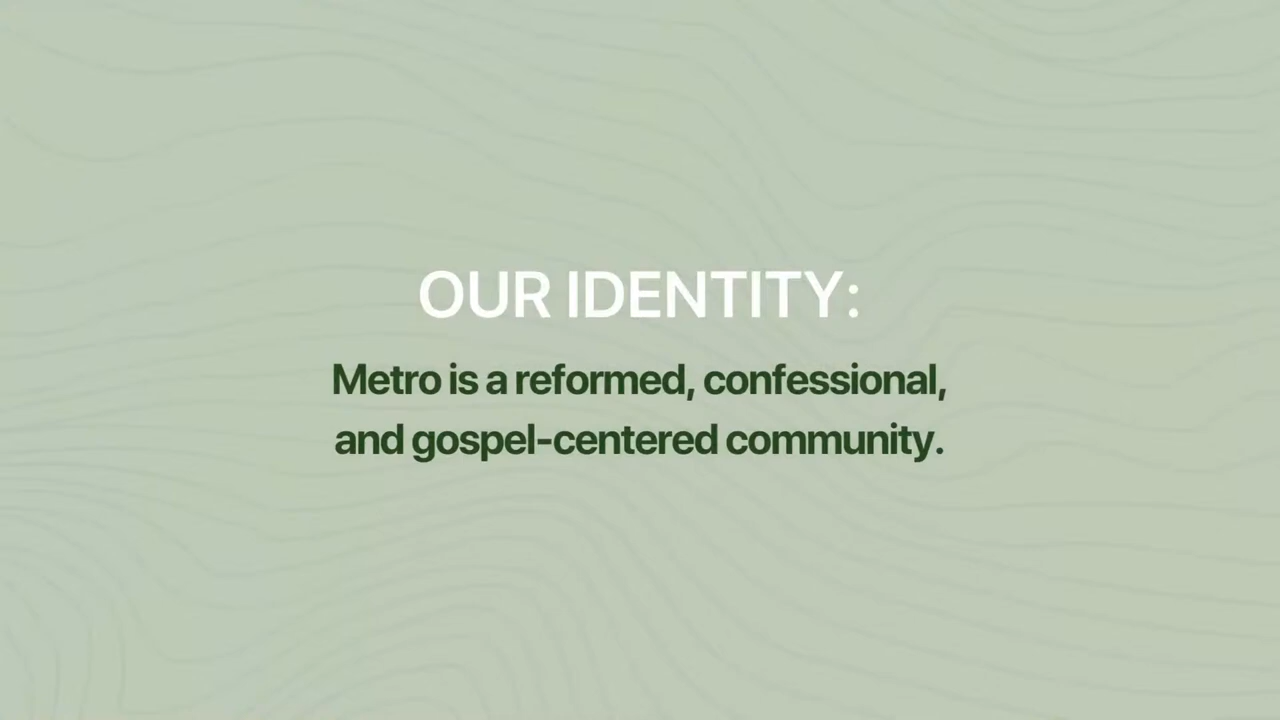 OUR IDENTITY:
Metro is a reformed, confessional,
and gospel-centered community.